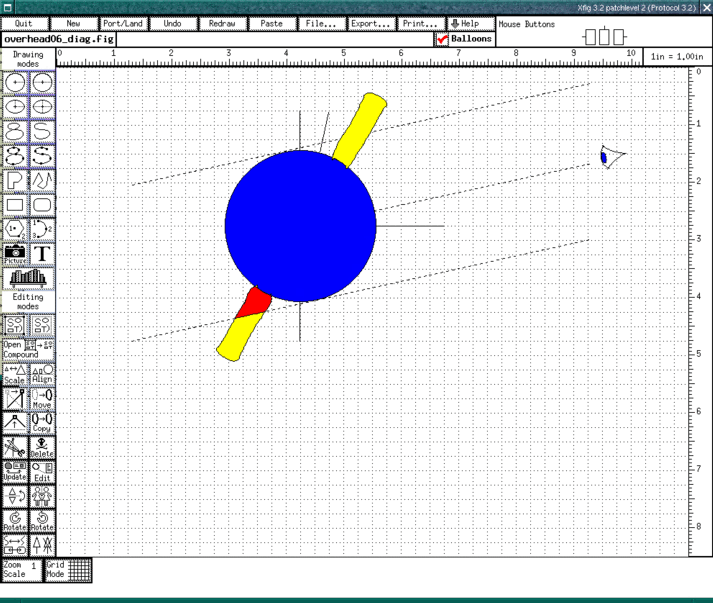 Xfig 3.2 patchlevel 2 (Protocol 3.2)
Quit New Port/Land Undo Redraw Paste File... Export... Print... Help
Mouse Buttons
overhead06_diag.fig
Balloons
Drawing
modes
0 1 2 3 4 5 6 7 8 9 10
1in = 1.00in
0
1
2
3
4
5
6
7
8
Picture T
Editing
modes
Open
Compound
Scale Align
Move
Copy
Delete
Update Edit
Rotate Rotate
Zoom 1
Scale
Grid
Mode